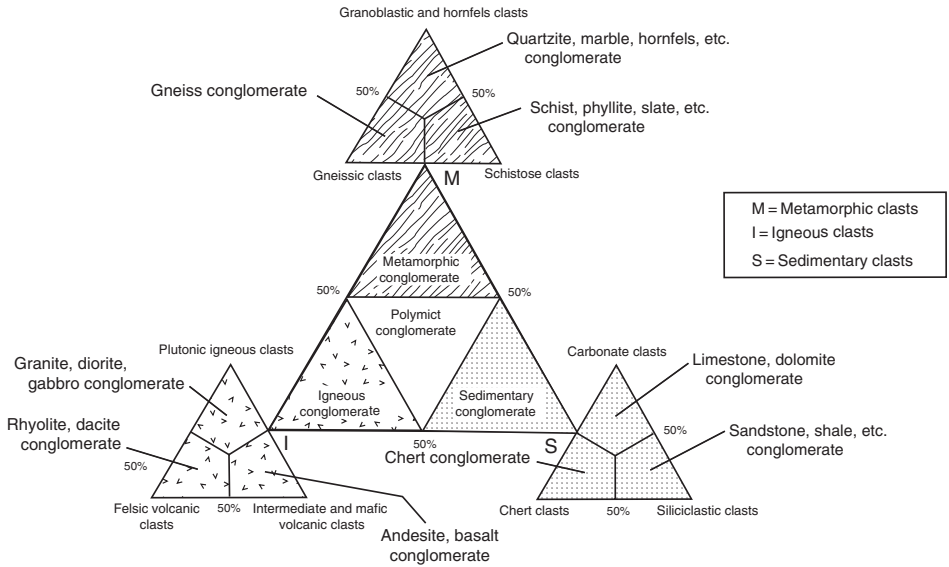 Granoblastic and hornfels clasts
Quartzite, marble, hornfels, etc.
conglomerate
Gneiss conglomerate
50%
50%
Schist, phyllite, slate, etc.
conglomerate
Gneissic clasts
M
Schistose clasts
M = Metamorphic clasts
I = Igneous clasts
S = Sedimentary clasts
Metamorphic
conglomerate
50%
50%
Polymict
conglomerate
Plutonic igneous clasts
Carbonate clasts
Granite, diorite,
gabbro conglomerate
Limestone, dolomite
conglomerate
Igneous
conglomerate
Sedimentary
conglomerate
Rhyolite, dacite
conglomerate
I
50%
S
50%
Sandstone, shale, etc.
conglomerate
Chert conglomerate
50%
Felsic volcanic
clasts
50%
Intermediate and mafic
volcanic clasts
Chert clasts
50%
Siliciclastic clasts
Andesite, basalt
conglomerate